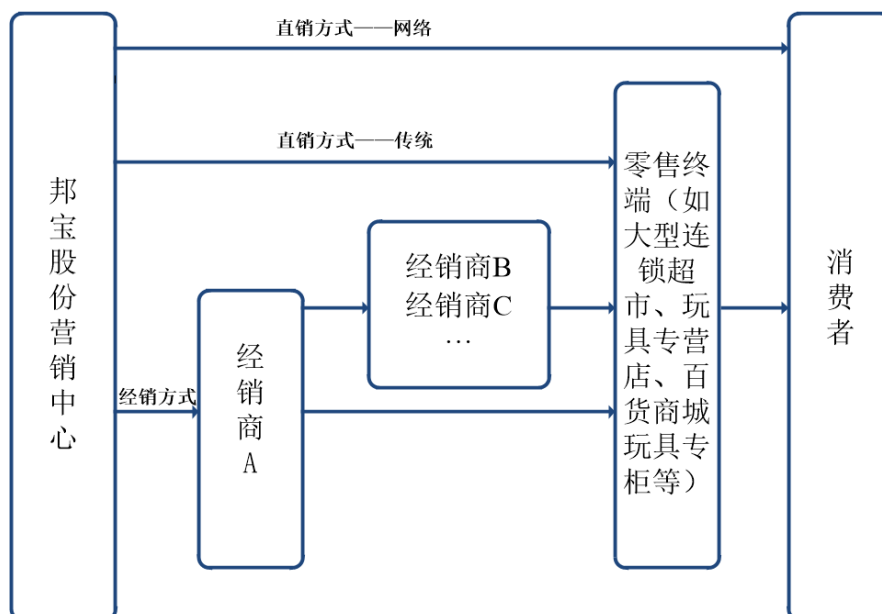 直销方式——网络
直销方式——传统
邦
宝
股
份
营
销
中
心
经销方式
经
销
商
A
经销商B
经销商C
…
零售终
端（如
大型连
锁超
市、玩
具专营
店、百
货商城
玩具专
柜等）
消
费
者